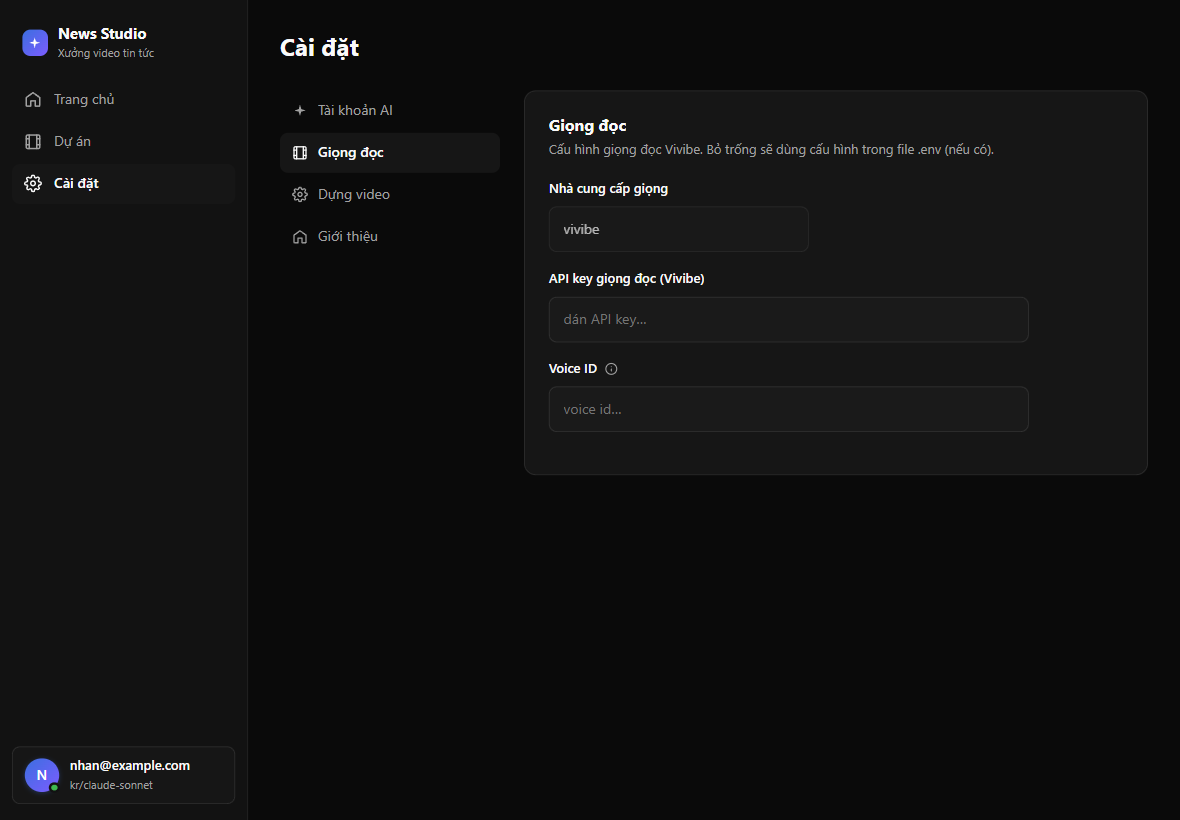 News Studio
Xưởng video tin tức
Trang chủ
Dự án
Cài đặt
nhan@example.com
N
kr/claude-sonnet
Cài đặt
Tài khoản AI
Giọng đọc
Dựng video
Giới thiệu
Giọng đọc
Cấu hình giọng đọc Vivibe. Bỏ trống sẽ dùng cấu hình trong file .env (nếu có).
Nhà cung cấp giọng
vivibe
API key giọng đọc (Vivibe)
dán API key...
Voice ID
voice id...